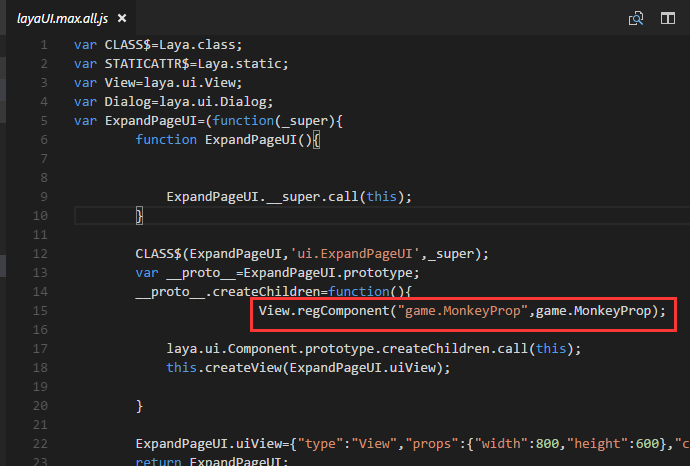 layaUI.max.all.js ×
1 var CLASS$=Laya.class;
2 var STATICATTR$=Laya.static;
3 var View=laya.ui.View;
4 var Dialog=laya.ui.Dialog;
5 var ExpandPageUI=(function(_super){
6 function ExpandPageUI(){
7
8
9 ExpandPageUI.__super.call(this);
10 }
11
12 CLASS$(ExpandPageUI,'ui.ExpandPageUI',_super);
13 var __proto__=ExpandPageUI.prototype;
14 __proto__.createChildren=function(){
15 View.regComponent("game.MonkeyProp",game.MonkeyProp);
16
17 laya.ui.Component.prototype.createChildren.call(this);
18 this.createView(ExpandPageUI.uiView);
19
20 }
21
22 ExpandPageUI.uiView={"type":"View","props":{"width":800,"height":600},"c
23 return ExpandPageUI;